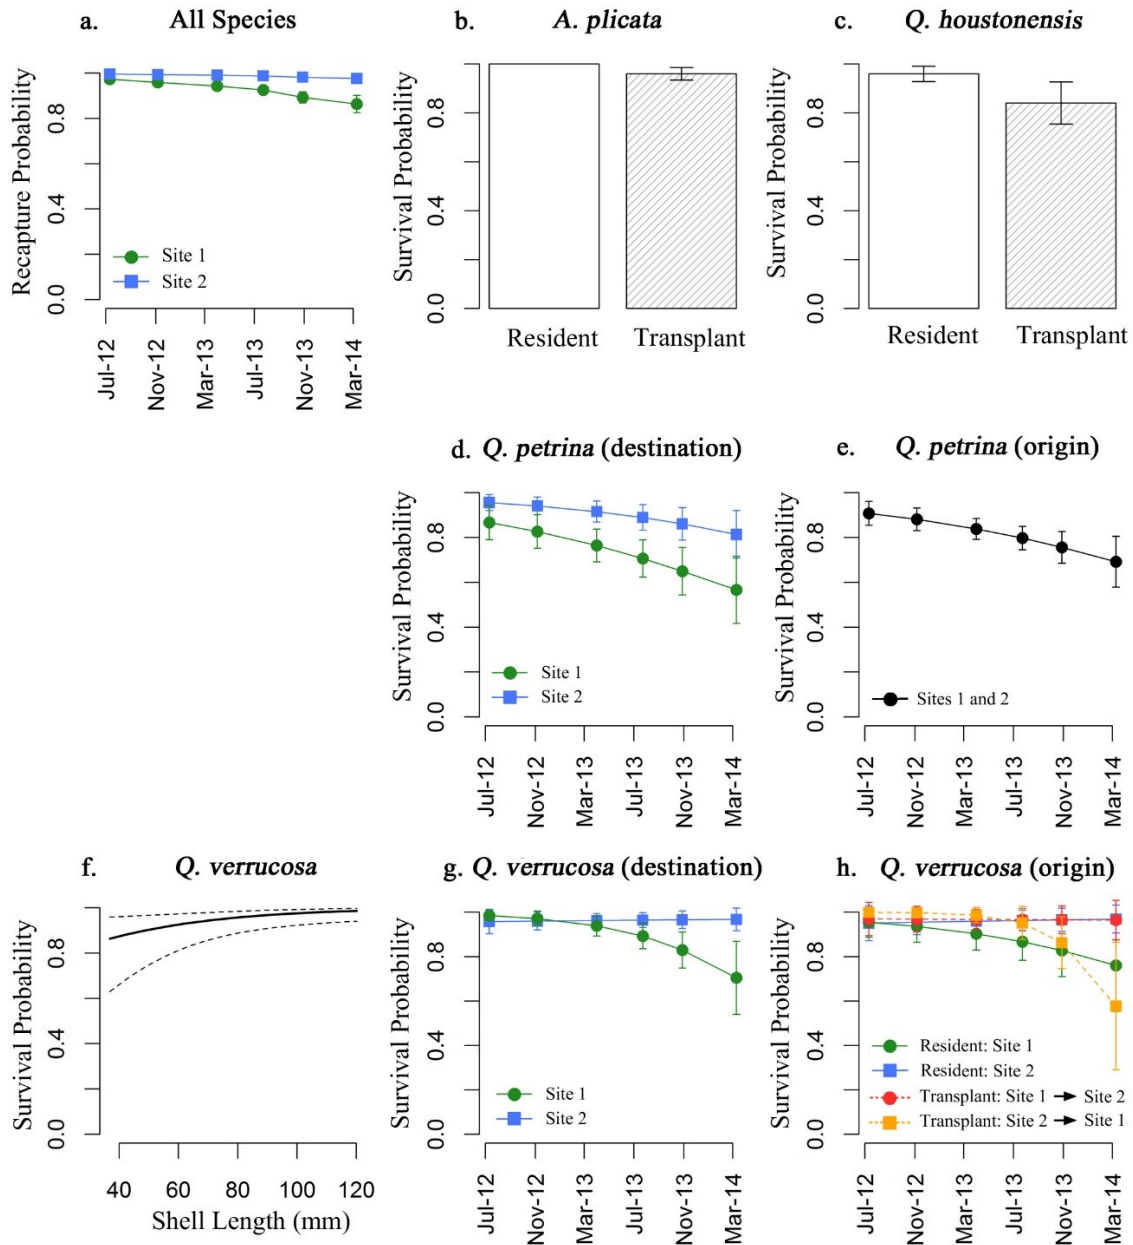 a. All Species
Recapture Probability
0.0 0.4 0.8
Site 1
Site 2
Jul-12 Nov-12 Mar-13 Jul-13 Nov-13 Mar-14
b. A. plicata
Survival Probability
0.0 0.4 0.8
Resident Transplant
c. Q. houstonensis
Survival Probability
0.0 0.4 0.8
Resident Transplant
d. Q. petrina (destination)
Survival Probability
0.0 0.4 0.8
Site 1
Site 2
Jul-12 Nov-12 Mar-13 Jul-13 Nov-13 Mar-14
e. Q. petrina (origin)
Survival Probability
0.0 0.4 0.8
Sites 1 and 2
Jul-12 Nov-12 Mar-13 Jul-13 Nov-13 Mar-14
f. Q. verrucosa
Survival Probability
0.0 0.4 0.8
40 60 80 100 120
Shell Length (mm)
g. Q. verrucosa (destination)
Survival Probability
0.0 0.4 0.8
Site 1
Site 2
Jul-12 Nov-12 Mar-13 Jul-13 Nov-13 Mar-14
h. Q. verrucosa (origin)
Survival Probability
0.0 0.4 0.8
Resident: Site 1
Resident: Site 2
Transplant: Site 1 → Site 2
Transplant: Site 2 → Site 1
Jul-12 Nov-12 Mar-13 Jul-13 Nov-13 Mar-14